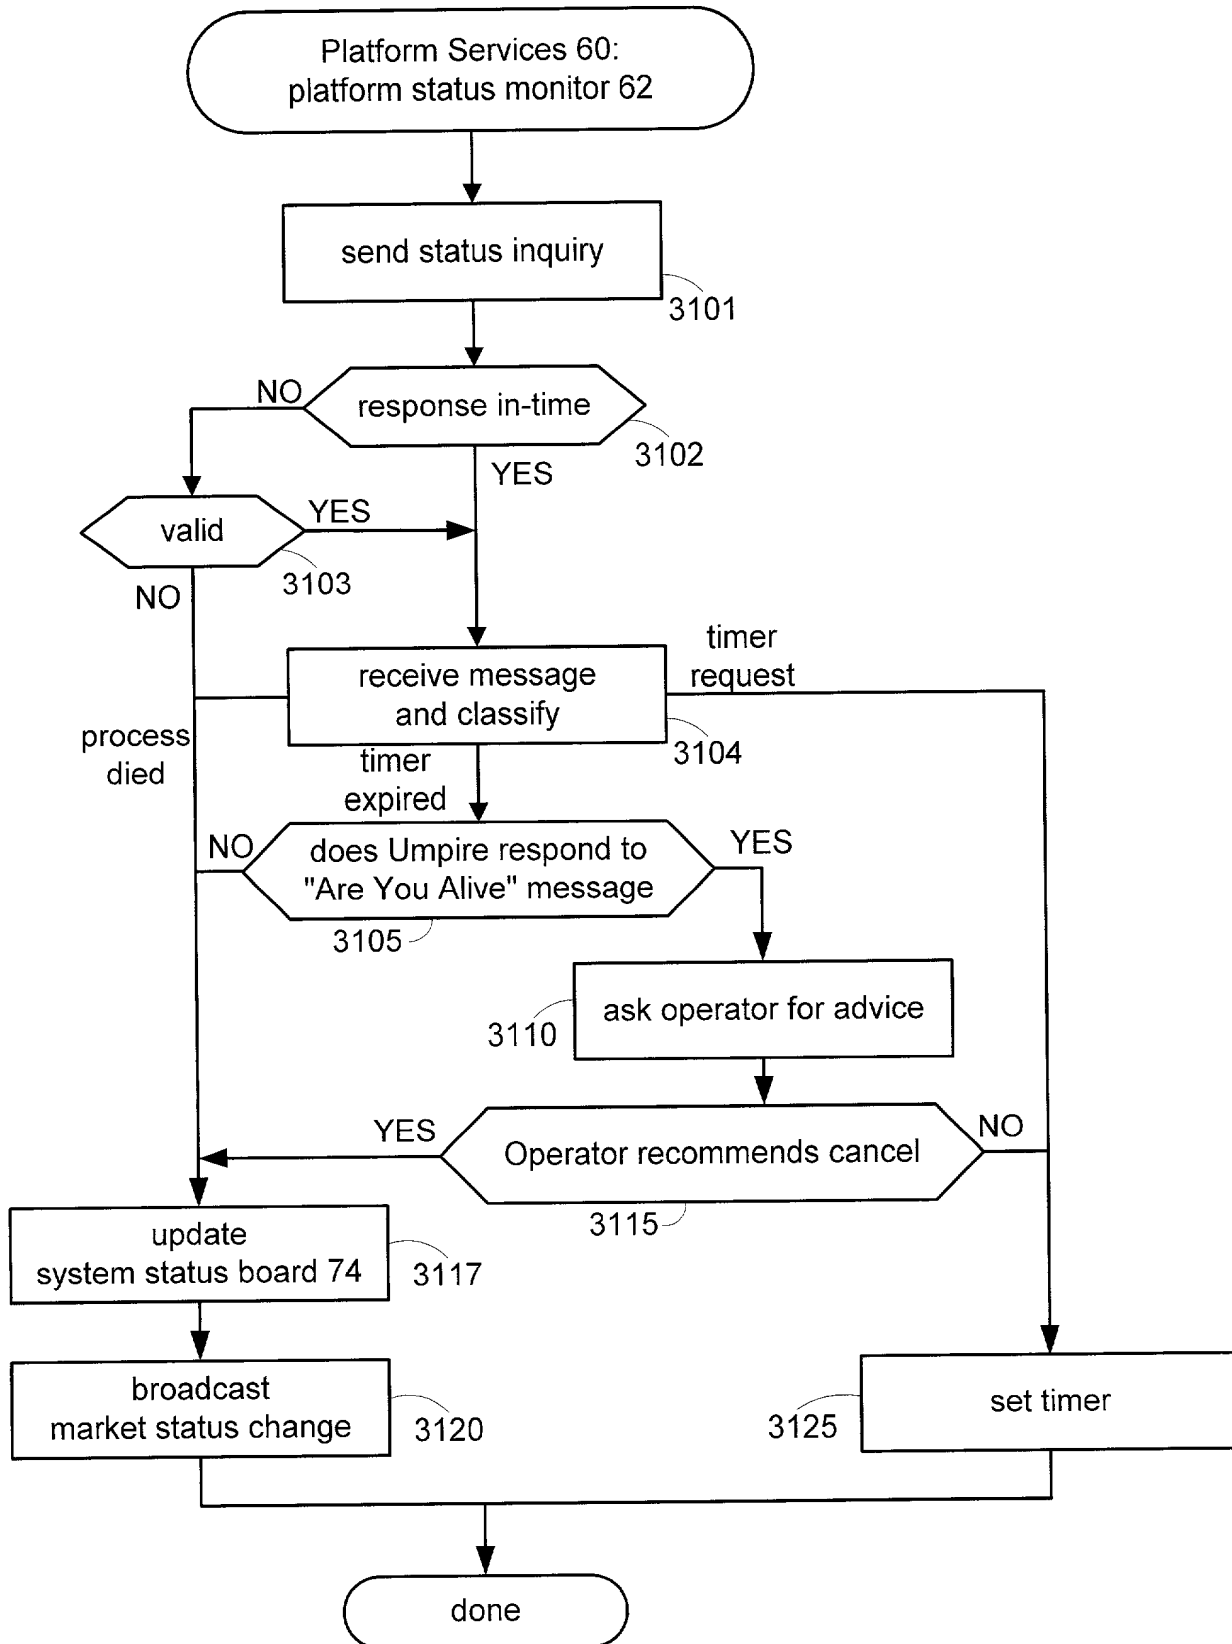 Platform Services 60:
platform status monitor 62
send status inquiry
3101
NO
response in-time
3102
YES
valid
YES
3103
NO
timer
request
receive message
and classify
3104
process
died
timer
expired
NO
does Umpire respond to
"Are You Alive" message
YES
3105
ask operator for advice
3110
YES
Operator recommends cancel
NO
3115
update
system status board 74
3117
broadcast
market status change
3120
set timer
3125
done